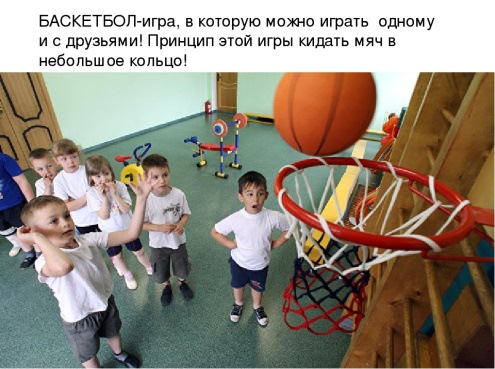 БАСКЕТБОЛ-игра, в которую можно играть одному
и с друзьями! Принцип этой игры кидать мяч в
небольшое кольцо!